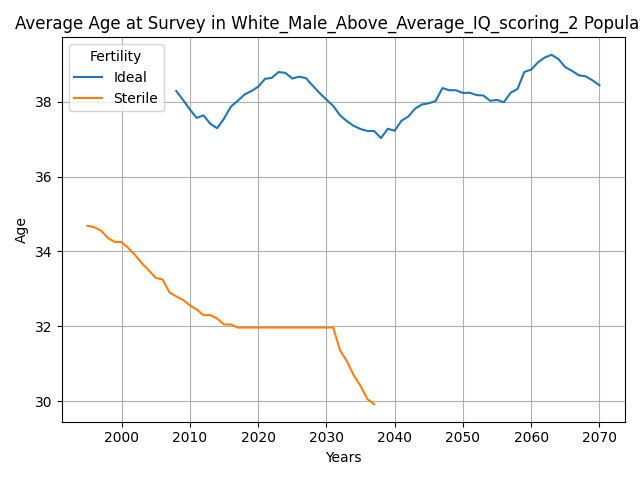 Average Age at Survey in White_Male_Above_Average_IQ_scoring_2 Popula
Fertility
Ideal
Sterile
38
36
34
32
30
Age
2000 2010 2020 2030 2040 2050 2060 2070
Years